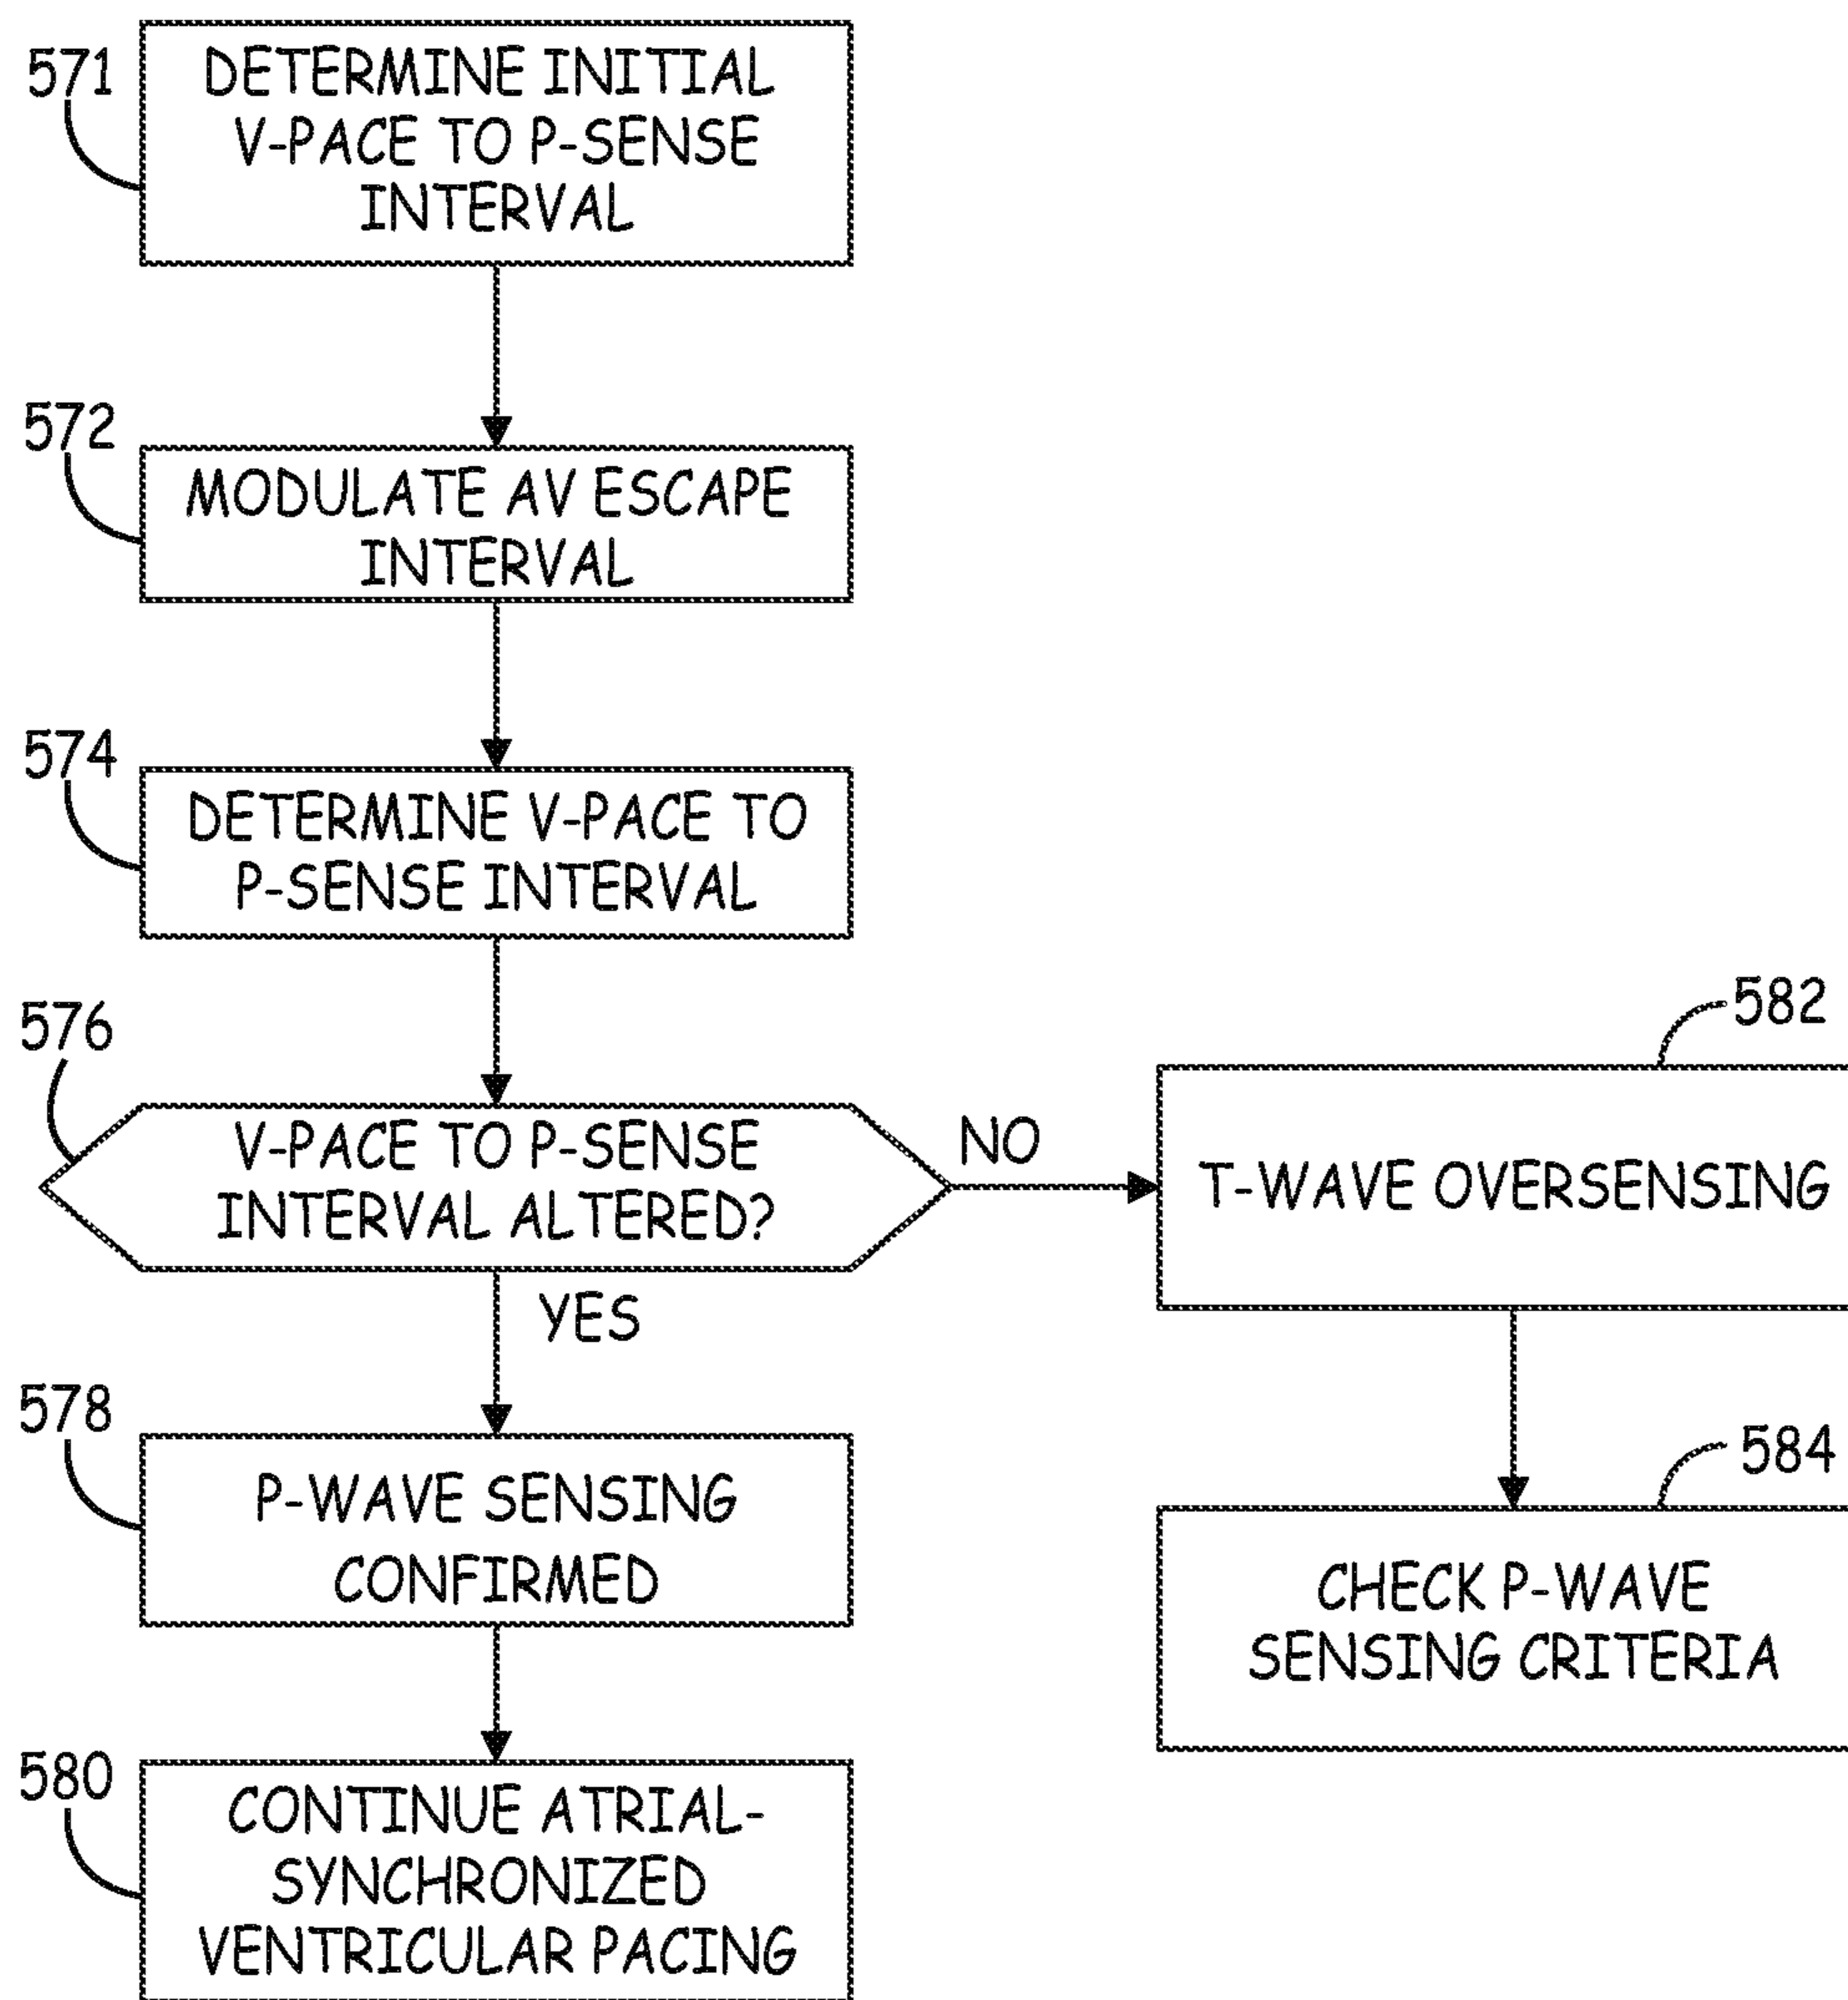 571
DETERMINE INITIAL
V-PACE TO P-SENSE
INTERVAL
572
MODULATE AV ESCAPE
INTERVAL
574
DETERMINE V-PACE TO
P-SENSE INTERVAL
576
V-PACE TO P-SENSE
INTERVAL ALTERED?
NO
YES
582
T-WAVE OVERSENSING
578
P-WAVE SENSING
CONFIRMED
584
CHECK P-WAVE
SENSING CRITERIA
580
CONTINUE ATRIAL-
SYNCHRONIZED
VENTRICULAR PACING